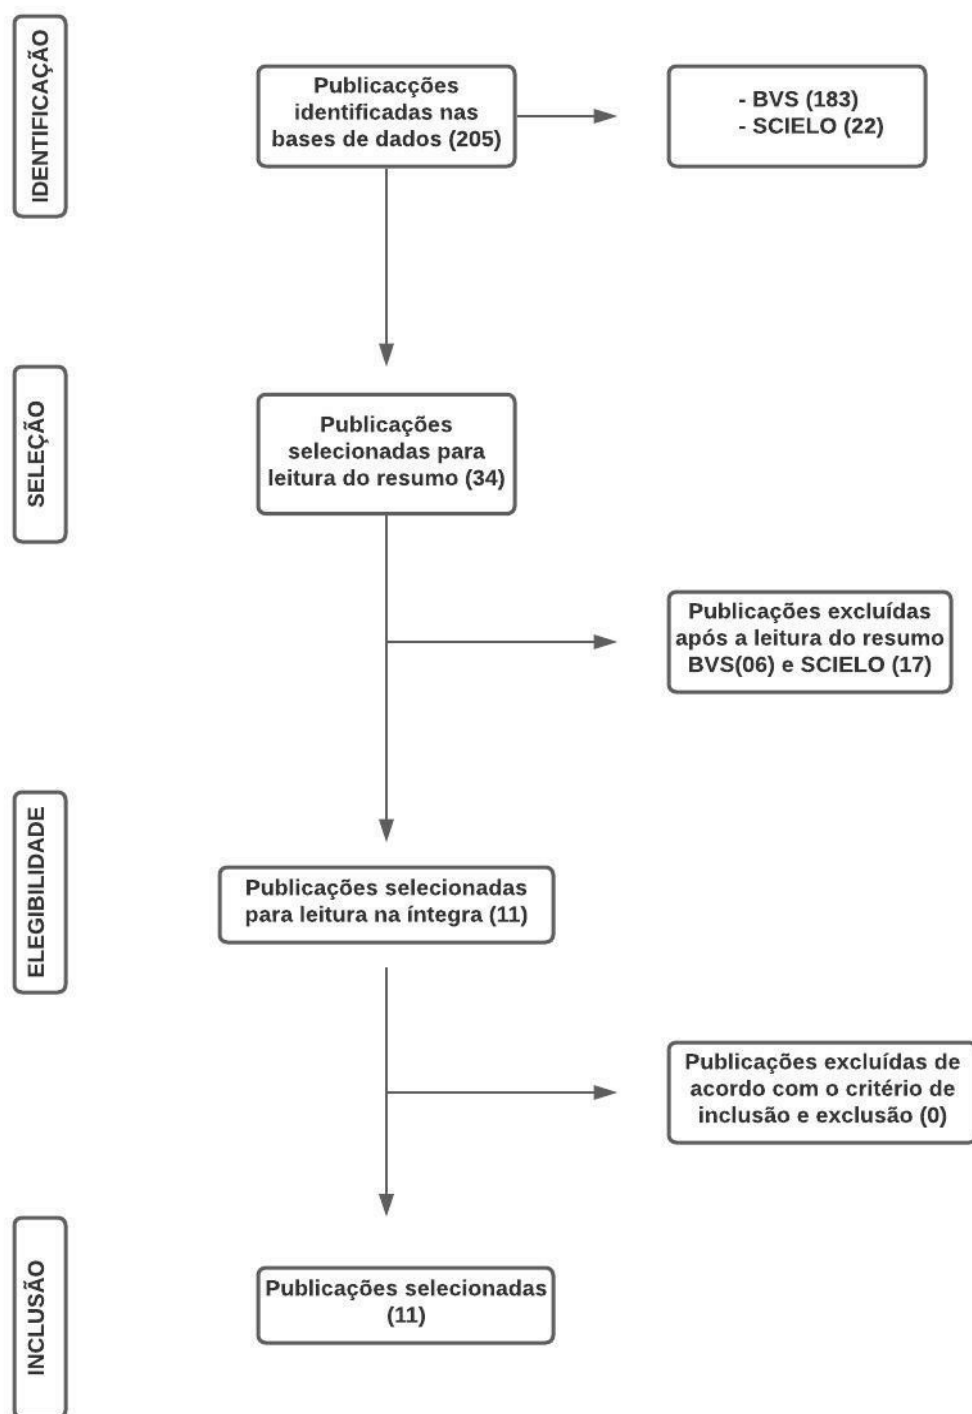 IDENTIFICAÇÃO
Publicacções
identificadas nas
bases de dados (205)
- BVS (183)
- SCIELO (22)
SELEÇÃO
Publicações
selecionadas para
leitura do resumo (34)
Publicações excluídas
após a leitura do resumo
BVS(06) e SCIELO (17)
ELEGIBILIDADE
Publicações selecionadas
para leitura na íntegra (11)
Publicações excluídas de
acordo com o critério de
inclusão e exclusão (0)
INCLUSÃO
Publicações selecionadas
(11)